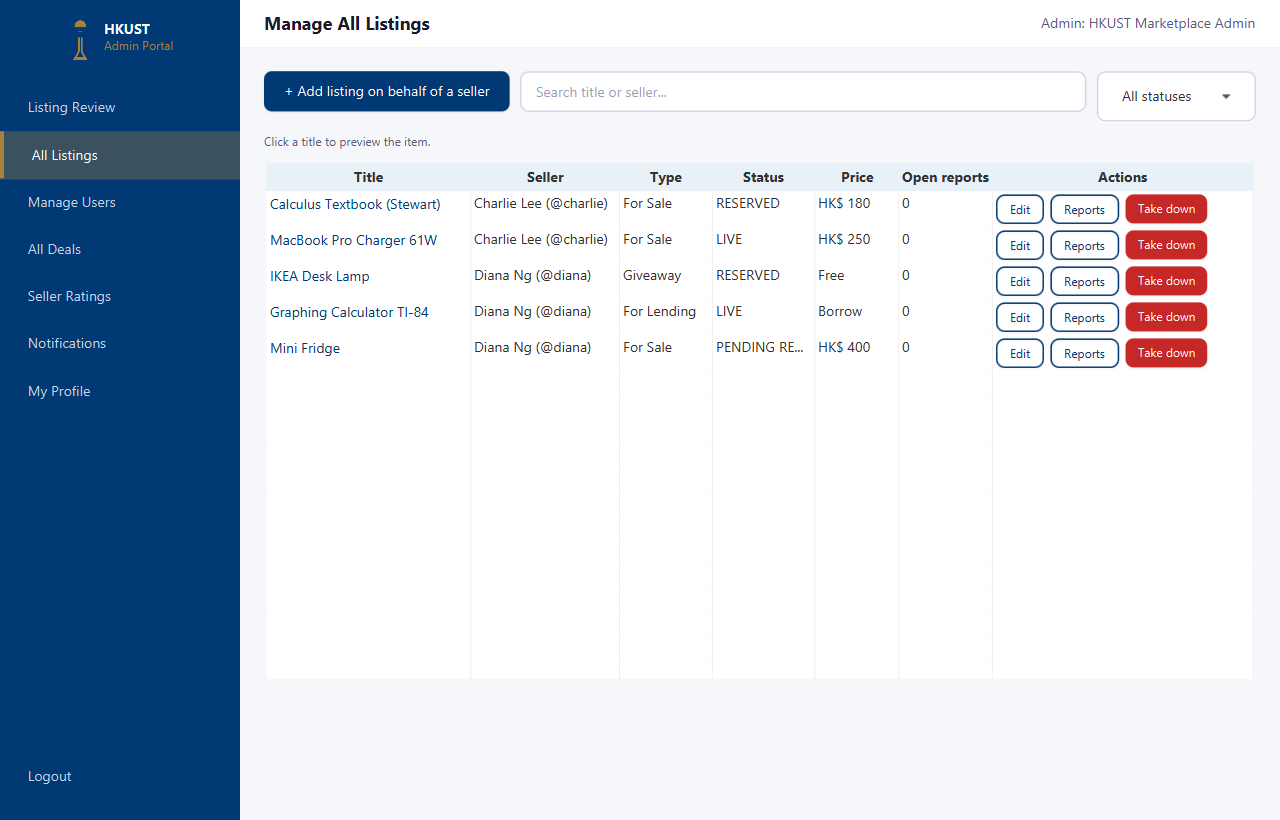 HKUST
Admin Portal
Listing Review
All Listings
Manage Users
All Deals
Seller Ratings
Notifications
My Profile
Logout
Manage All Listings
Admin: HKUST Marketplace Admin
+ Add listing on behalf of a seller
Search title or seller...
All statuses
Click a title to preview the item.
Title Seller Type Status Price Open reports Actions
Calculus Textbook (Stewart) Charlie Lee (@charlie) For Sale RESERVED HK$ 180 0 Edit Reports Take down
MacBook Pro Charger 61W Charlie Lee (@charlie) For Sale LIVE HK$ 250 0 Edit Reports Take down
IKEA Desk Lamp Diana Ng (@diana) Giveaway RESERVED Free 0 Edit Reports Take down
Graphing Calculator TI-84 Diana Ng (@diana) For Lending LIVE Borrow 0 Edit Reports Take down
Mini Fridge Diana Ng (@diana) For Sale PENDING RE... HK$ 400 0 Edit Reports Take down